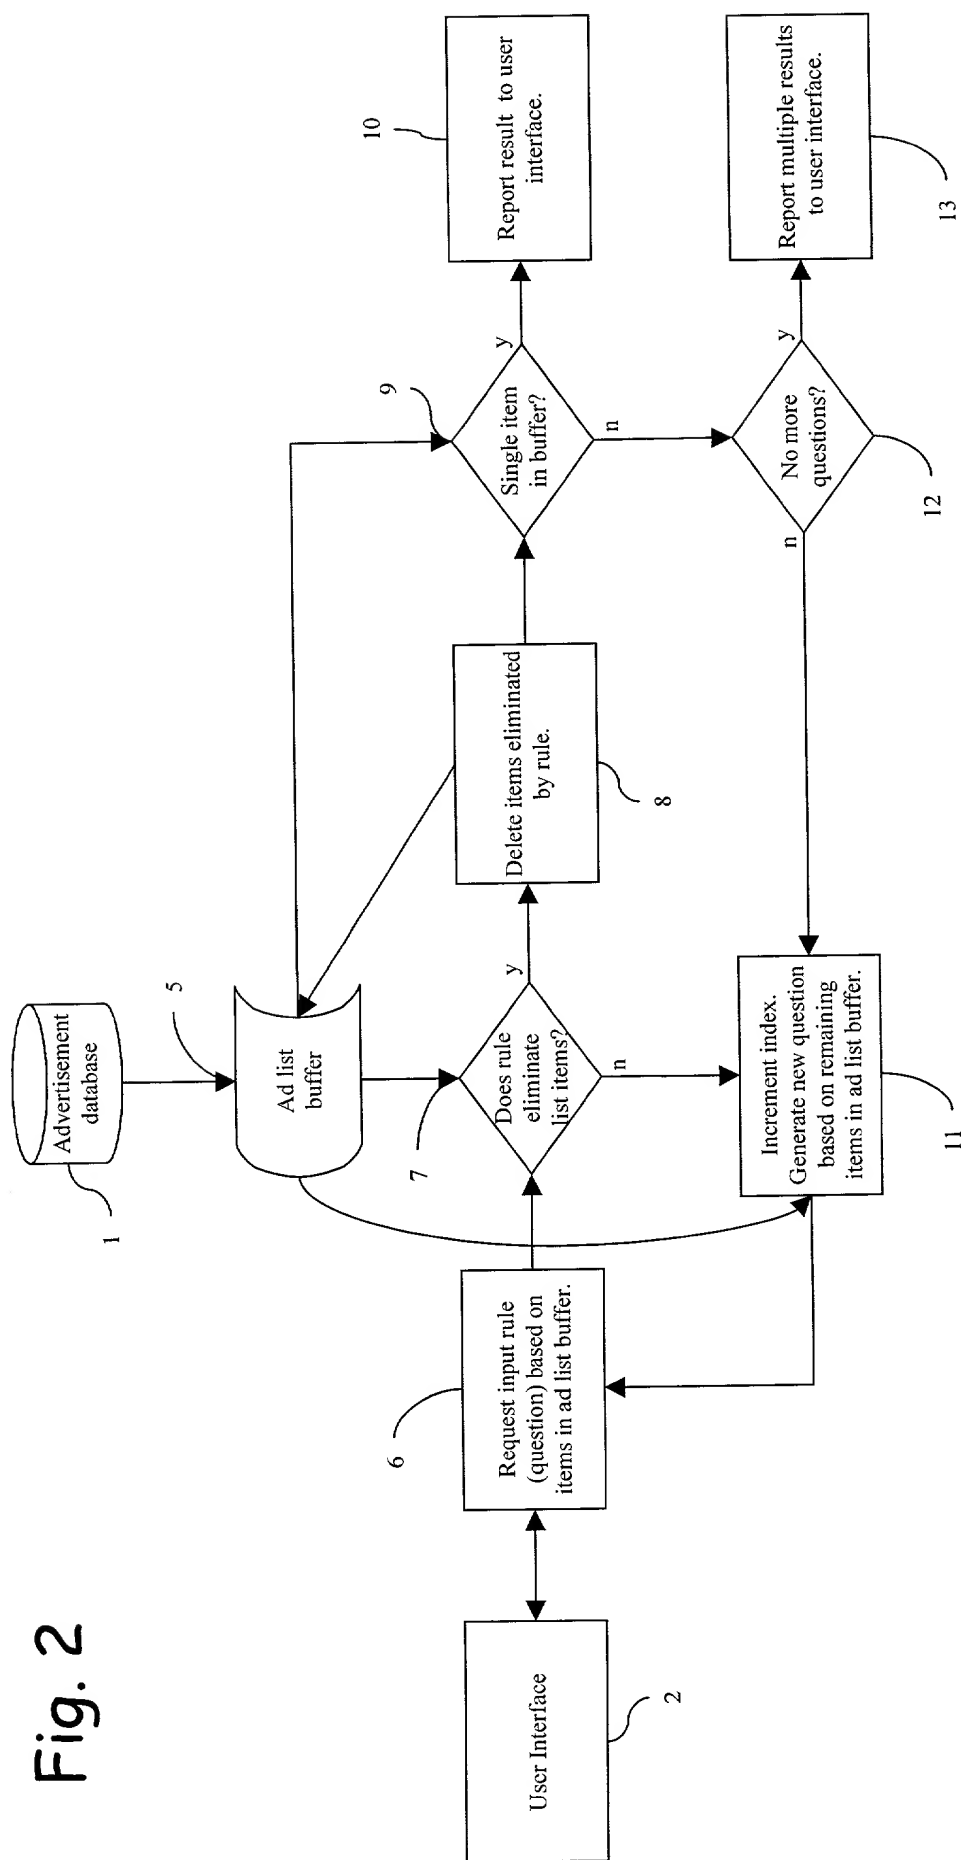 Fig. 2
Advertisement
database
1
5
Ad list
buffer
User Interface
2
6
Request input rule
(question) based on
items in ad list buffer.
7
Does rule
eliminate
list items?
y
n
Delete items eliminated
by rule.
8
9
Single item
in buffer?
y
n
10
Report result to user
interface.
Increment index.
Generate new question
based on remaining
items in ad list buffer.
11
No more
questions?
n
y
12
Report multiple results
to user interface.
13